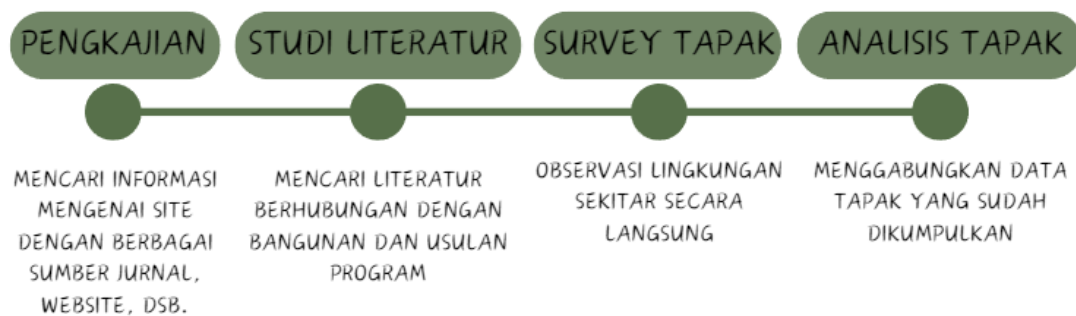 PENGKAJIAN
MENCARI INFORMASI
MENGENAI SITE
DENGAN BERBAGAI
SUMBER JURNAL,
WEBSITE, DSB.
STUDI LITERATUR
MENCARI LITERATUR
BERHUBUNGAN DENGAN
BANGUNAN DAN USULAN
PROGRAM
SURVEY TAPAK
OBSERVASI LINGKUNGAN
SEKITAR SECARA
LANGSUNG
ANALISIS TAPAK
MENGGABUNGKAN DATA
TAPAK YANG SUDAH
DIKUMPULKAN